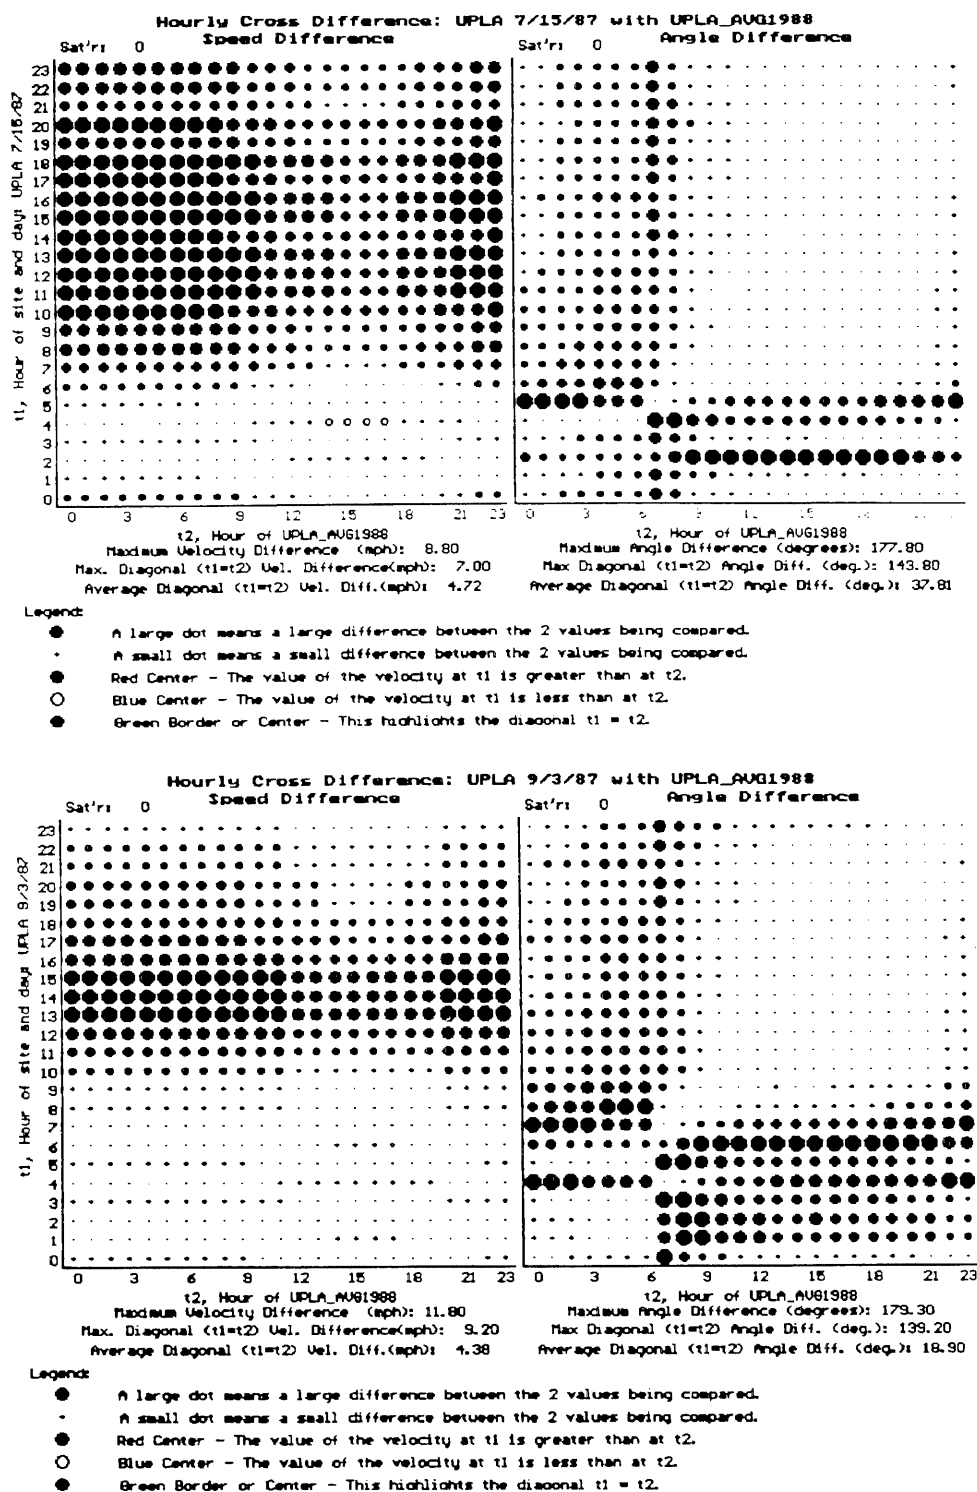 Hourly Cross Difference: UPLA 7/15/87 with UPLA_AVG1988
Speed Difference
Angle Difference
Sat'r: 0
Sat'r: 0
t1, Hour of site and day: UPLA 7/15/87
23
22
21
20
19
18
17
16
15
14
13
12
11
10
9
8
7
6
5
4
3
2
1
0
0 3 6 9 12 15 18 21 23
0 3 6 9
t2, Hour of UPLA_AVG1988
t2, Hour of UPLA_AVG1988
Maximum Velocity Difference (mph): 8.80
Max. Diagonal (t1=t2) Vel. Difference(mph): 7.00
Average Diagonal (t1=t2) Vel. Diff.(mph): 4.72
Maximum Angle Difference (degrees): 177.80
Max Diagonal (t1=t2) Angle Diff. (deg.): 143.80
Average Diagonal (t1=t2) Angle Diff. (deg.): 37.81
Legend:
A large dot means a large difference between the 2 values being compared.
A small dot means a small difference between the 2 values being compared.
Red Center - The value of the velocity at t1 is greater than at t2.
Blue Center - The value of the velocity at t1 is less than at t2.
Green Border or Center - This highlights the diagonal t1 = t2.
Hourly Cross Difference: UPLA 9/3/87 with UPLA_AVG1988
Speed Difference
Angle Difference
Sat'r: 0
Sat'r: 0
t1, Hour of site and day: UPLA 9/3/87
23
22
21
20
19
18
17
16
15
14
13
12
11
10
9
8
7
6
5
4
3
2
1
0
0 3 6 9 12 15 18 21 23
0 3 6 9 12 15 18 21 23
t2, Hour of UPLA_AVG1988
t2, Hour of UPLA_AVG1988
Maximum Velocity Difference (mph): 11.80
Max. Diagonal (t1=t2) Vel. Difference(mph): 9.20
Average Diagonal (t1=t2) Vel. Diff.(mph): 4.38
Maximum Angle Difference (degrees): 179.30
Max Diagonal (t1=t2) Angle Diff. (deg.): 139.20
Average Diagonal (t1=t2) Angle Diff. (deg.): 18.90
Legend:
A large dot means a large difference between the 2 values being compared.
A small dot means a small difference between the 2 values being compared.
Red Center - The value of the velocity at t1 is greater than at t2.
Blue Center - The value of the velocity at t1 is less than at t2.
Green Border or Center - This highlights the diagonal t1 = t2.